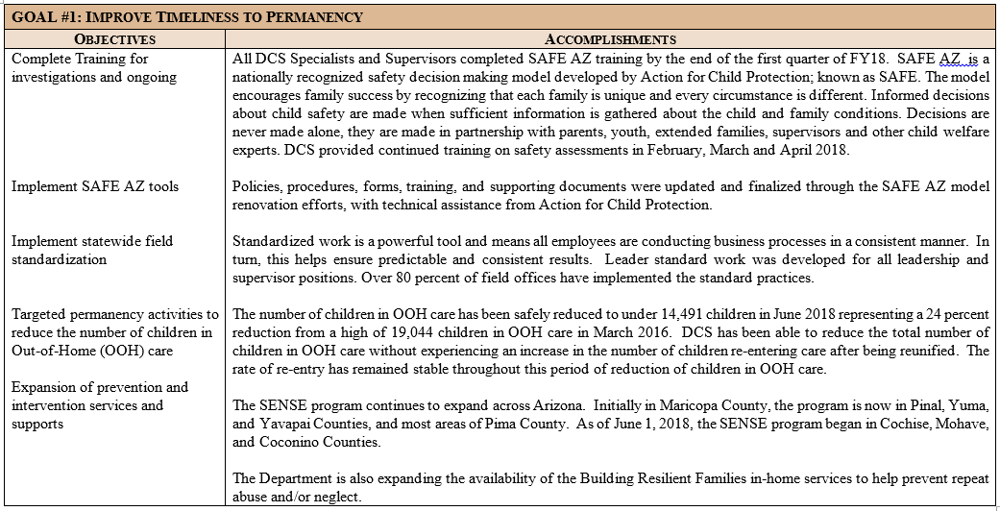 GOAL #1: IMPROVE TIMELINESS TO PERMANENCY
OBJECTIVES
ACCOMPLISHMENTS
Complete Training for
investigations and ongoing
All DCS Specialists and Supervisors completed SAFE AZ training by the end of the first quarter of FY18. SAFE AZ is a
nationally recognized safety decision making model developed by Action for Child Protection; known as SAFE. The model
encourages family success by recognizing that each family is unique and every circumstance is different. Informed decisions
about child safety are made when sufficient information is gathered about the child and family conditions. Decisions are
never made alone, they are made in partnership with parents, youth, extended families, supervisors and other child welfare
experts. DCS provided continued training on safety assessments in February, March and April 2018.
Implement SAFE AZ tools
Policies, procedures, forms, training, and supporting documents were updated and finalized through the SAFE AZ model
renovation efforts, with technical assistance from Action for Child Protection.
Implement statewide field
standardization
Standardized work is a powerful tool and means all employees are conducting business processes in a consistent manner. In
turn, this helps ensure predictable and consistent results. Leader standard work was developed for all leadership and
supervisor positions. Over 80 percent of field offices have implemented the standard practices.
Targeted permanency activities to
reduce the number of children in
Out-of-Home (OOH) care
The number of children in OOH care has been safely reduced to under 14,491 children in June 2018 representing a 24 percent
reduction from a high of 19,044 children in OOH care in March 2016. DCS has been able to reduce the total number of
children in OOH care without experiencing an increase in the number of children re-entering care after being reunified. The
rate of re-entry has remained stable throughout this period of reduction of children in OOH care.
Expansion of prevention and
intervention services and
supports
The SENSE program continues to expand across Arizona. Initially in Maricopa County, the program is now in Pinal, Yuma,
and Yavapai Counties, and most areas of Pima County. As of June 1, 2018, the SENSE program began in Cochise, Mohave,
and Coconino Counties.
The Department is also expanding the availability of the Building Resilient Families in-home services to help prevent repeat
abuse and/or neglect.